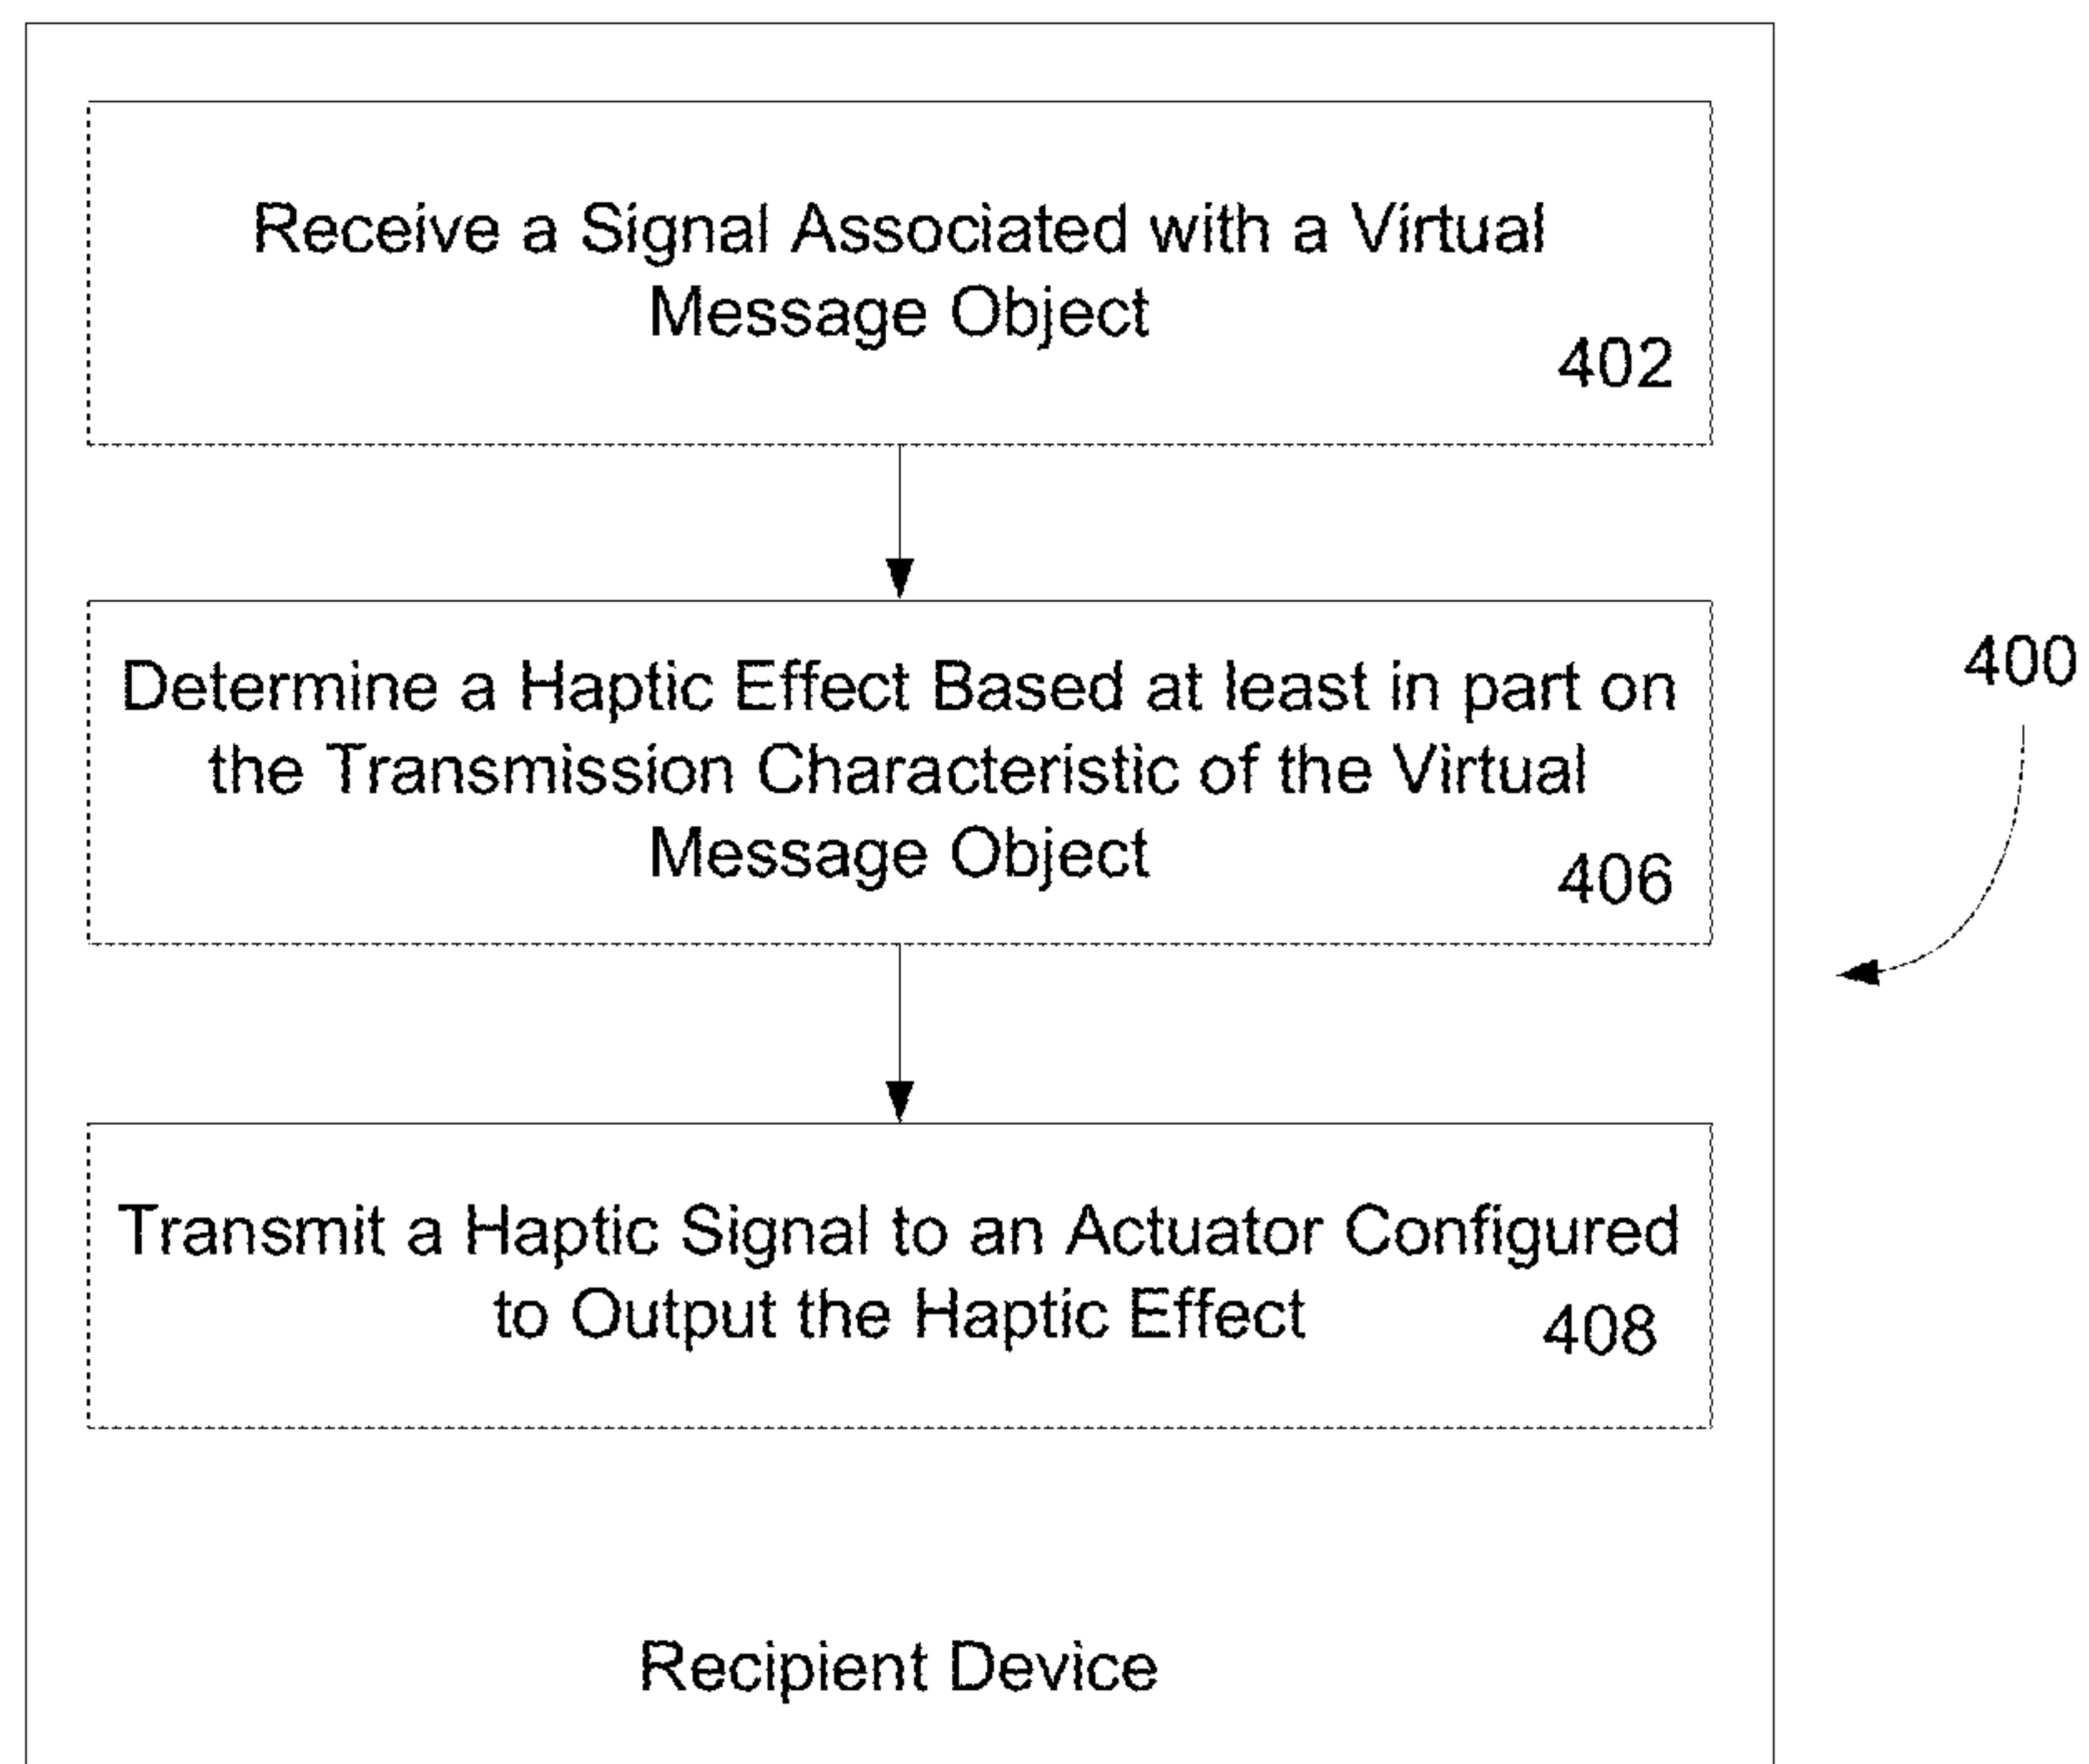 Receive a Signal Associated with a Virtual
Message Object
402
Determine a Haptic Effect Based at least in part on
the Transmission Characteristic of the Virtual
Message Object
406
400
Transmit a Haptic Signal to an Actuator Configured
to Output the Haptic Effect
408
Recipient Device